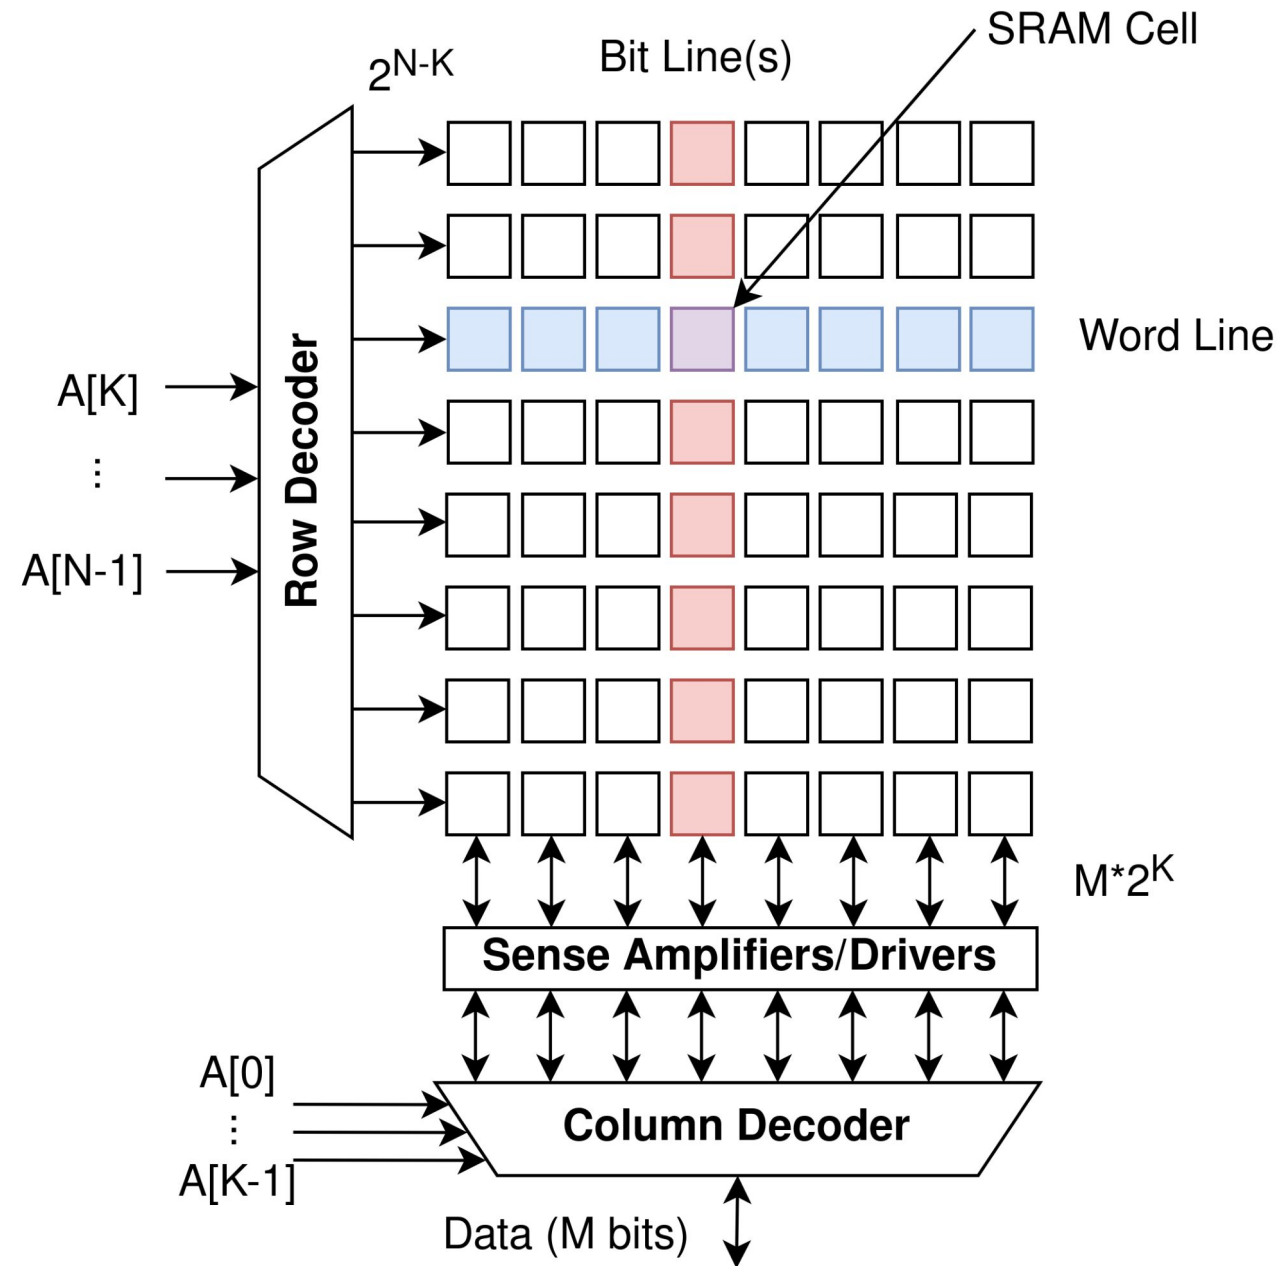 SRAM Cell
Bit Line(s)
2^N-K
Word Line
A[K]
⋮
A[N-1]
Row Decoder
M*2^K
Sense Amplifiers/Drivers
A[0]
⋮
A[K-1]
Column Decoder
Data (M bits)